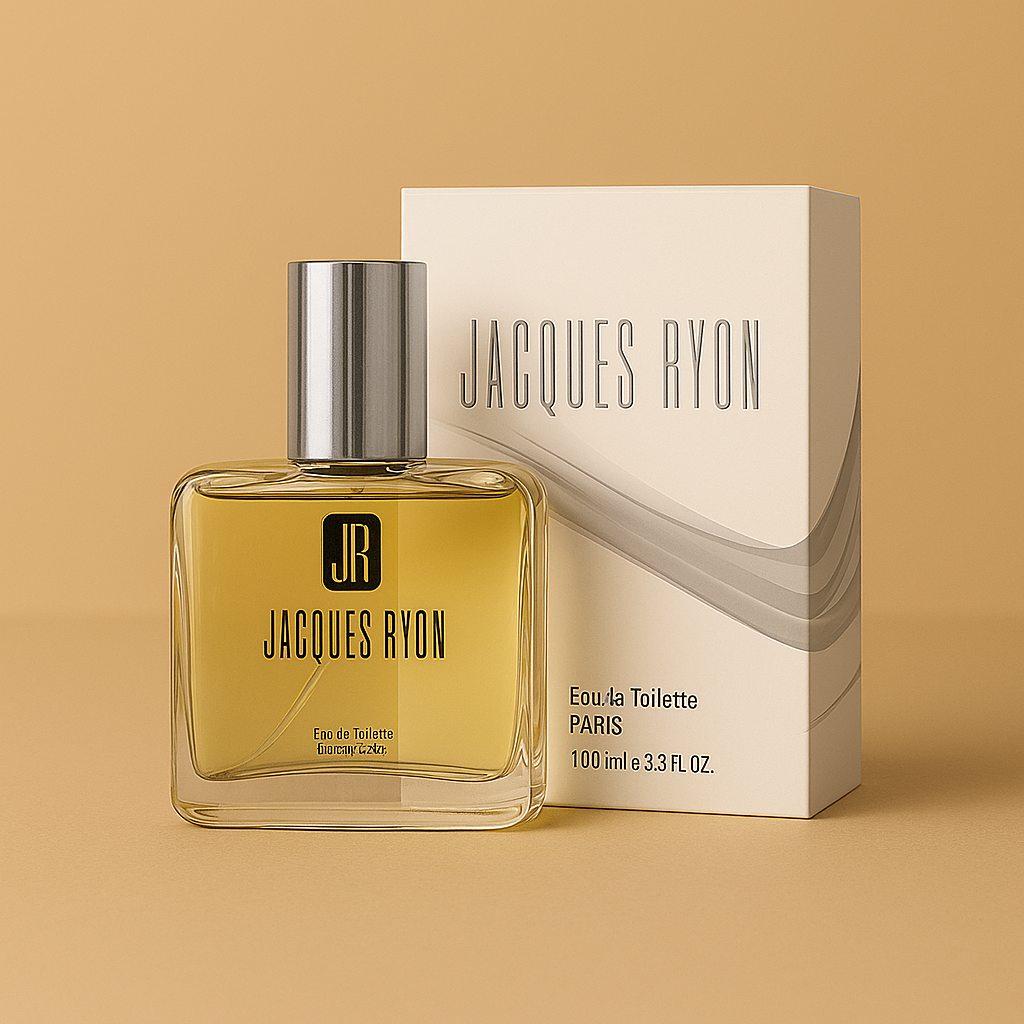 JR
JACQUES RYON
Eno de Toilette
JACQUES RYON
Eou.la Toilette
PARIS
100 iml e 3.3 FL OZ.